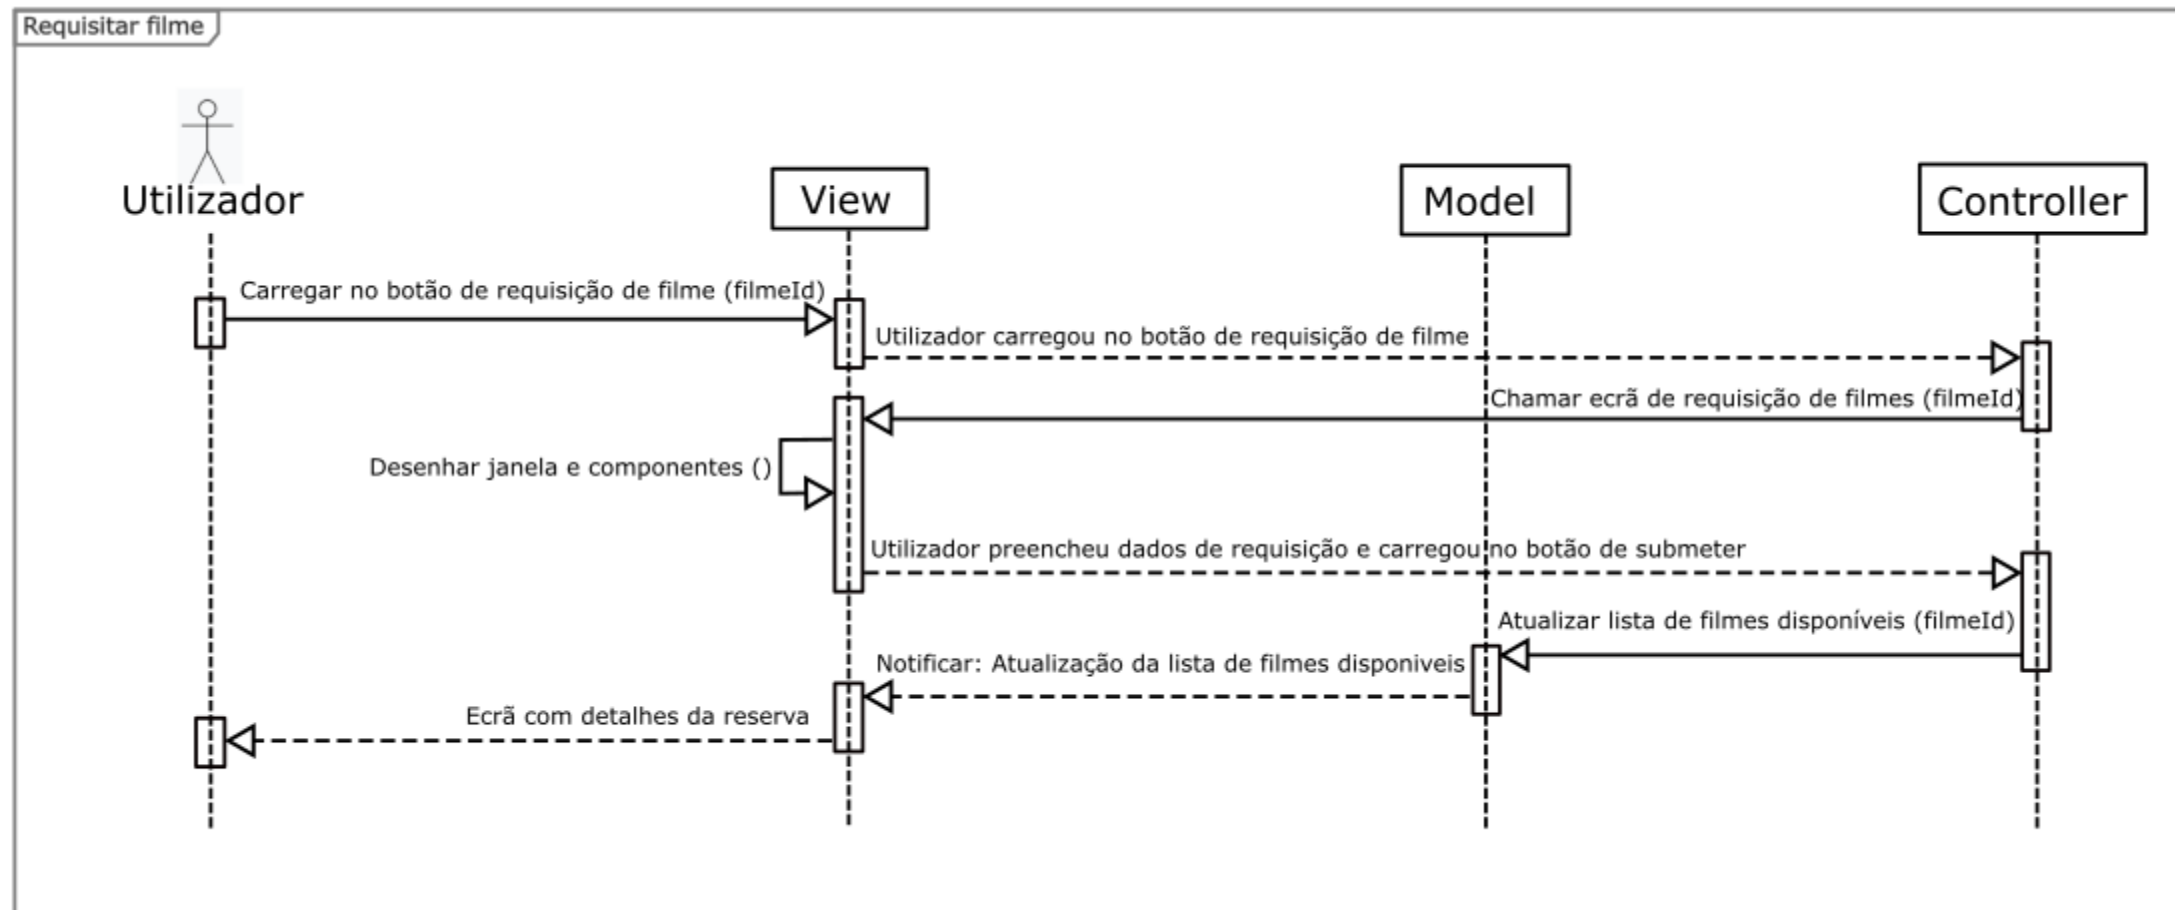 Requisitar filme
Utilizador
View
Model
Controller
Carregar no botão de requisição de filme (filmeId)
Utilizador carregou no botão de requisição de filme
Chamar ecrã de requisição de filmes (filmeId)
Desenhar janela e componentes ()
Utilizador preencheu dados de requisição e carregou no botão de submeter
Atualizar lista de filmes disponíveis (filmeId)
Notificar: Atualização da lista de filmes disponiveis
Ecrã com detalhes da reserva